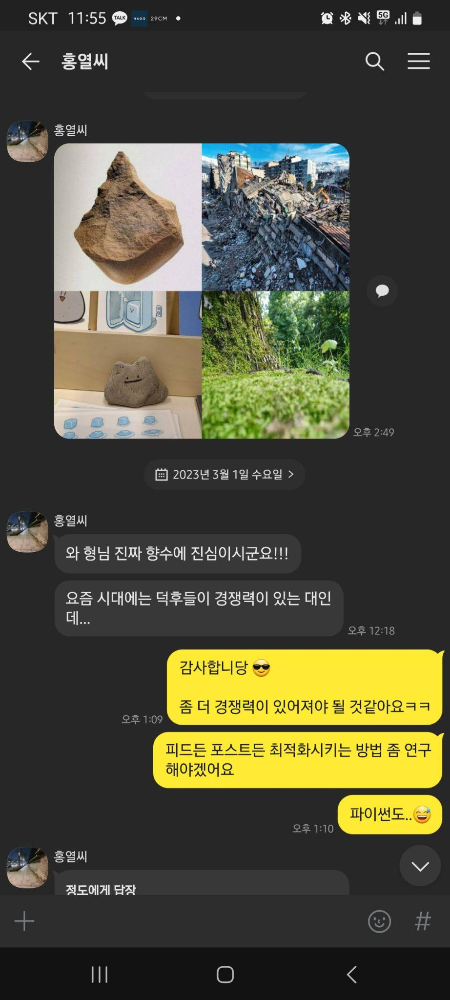 SKT 11:55 TALK HAGO 29CM
5G
홍열씨
홍열씨
오후 2:49
2023년 3월 1일 수요일 >
홍열씨
와 형님 진짜 향수에 진심이시군요!!!
요즘 시대에는 덕후들이 경쟁력이 있는 대인
데...
오후 12:18
감사합니당 😎
좀 더 경쟁력이 있어져야 될 것같아요ㅋㅋ
오후 1:09
피드든 포스트든 최적화시키는 방법 좀 연구
해야겠어요
파이썬도..😅
오후 1:10
홍열씨
정도에게 답장
#